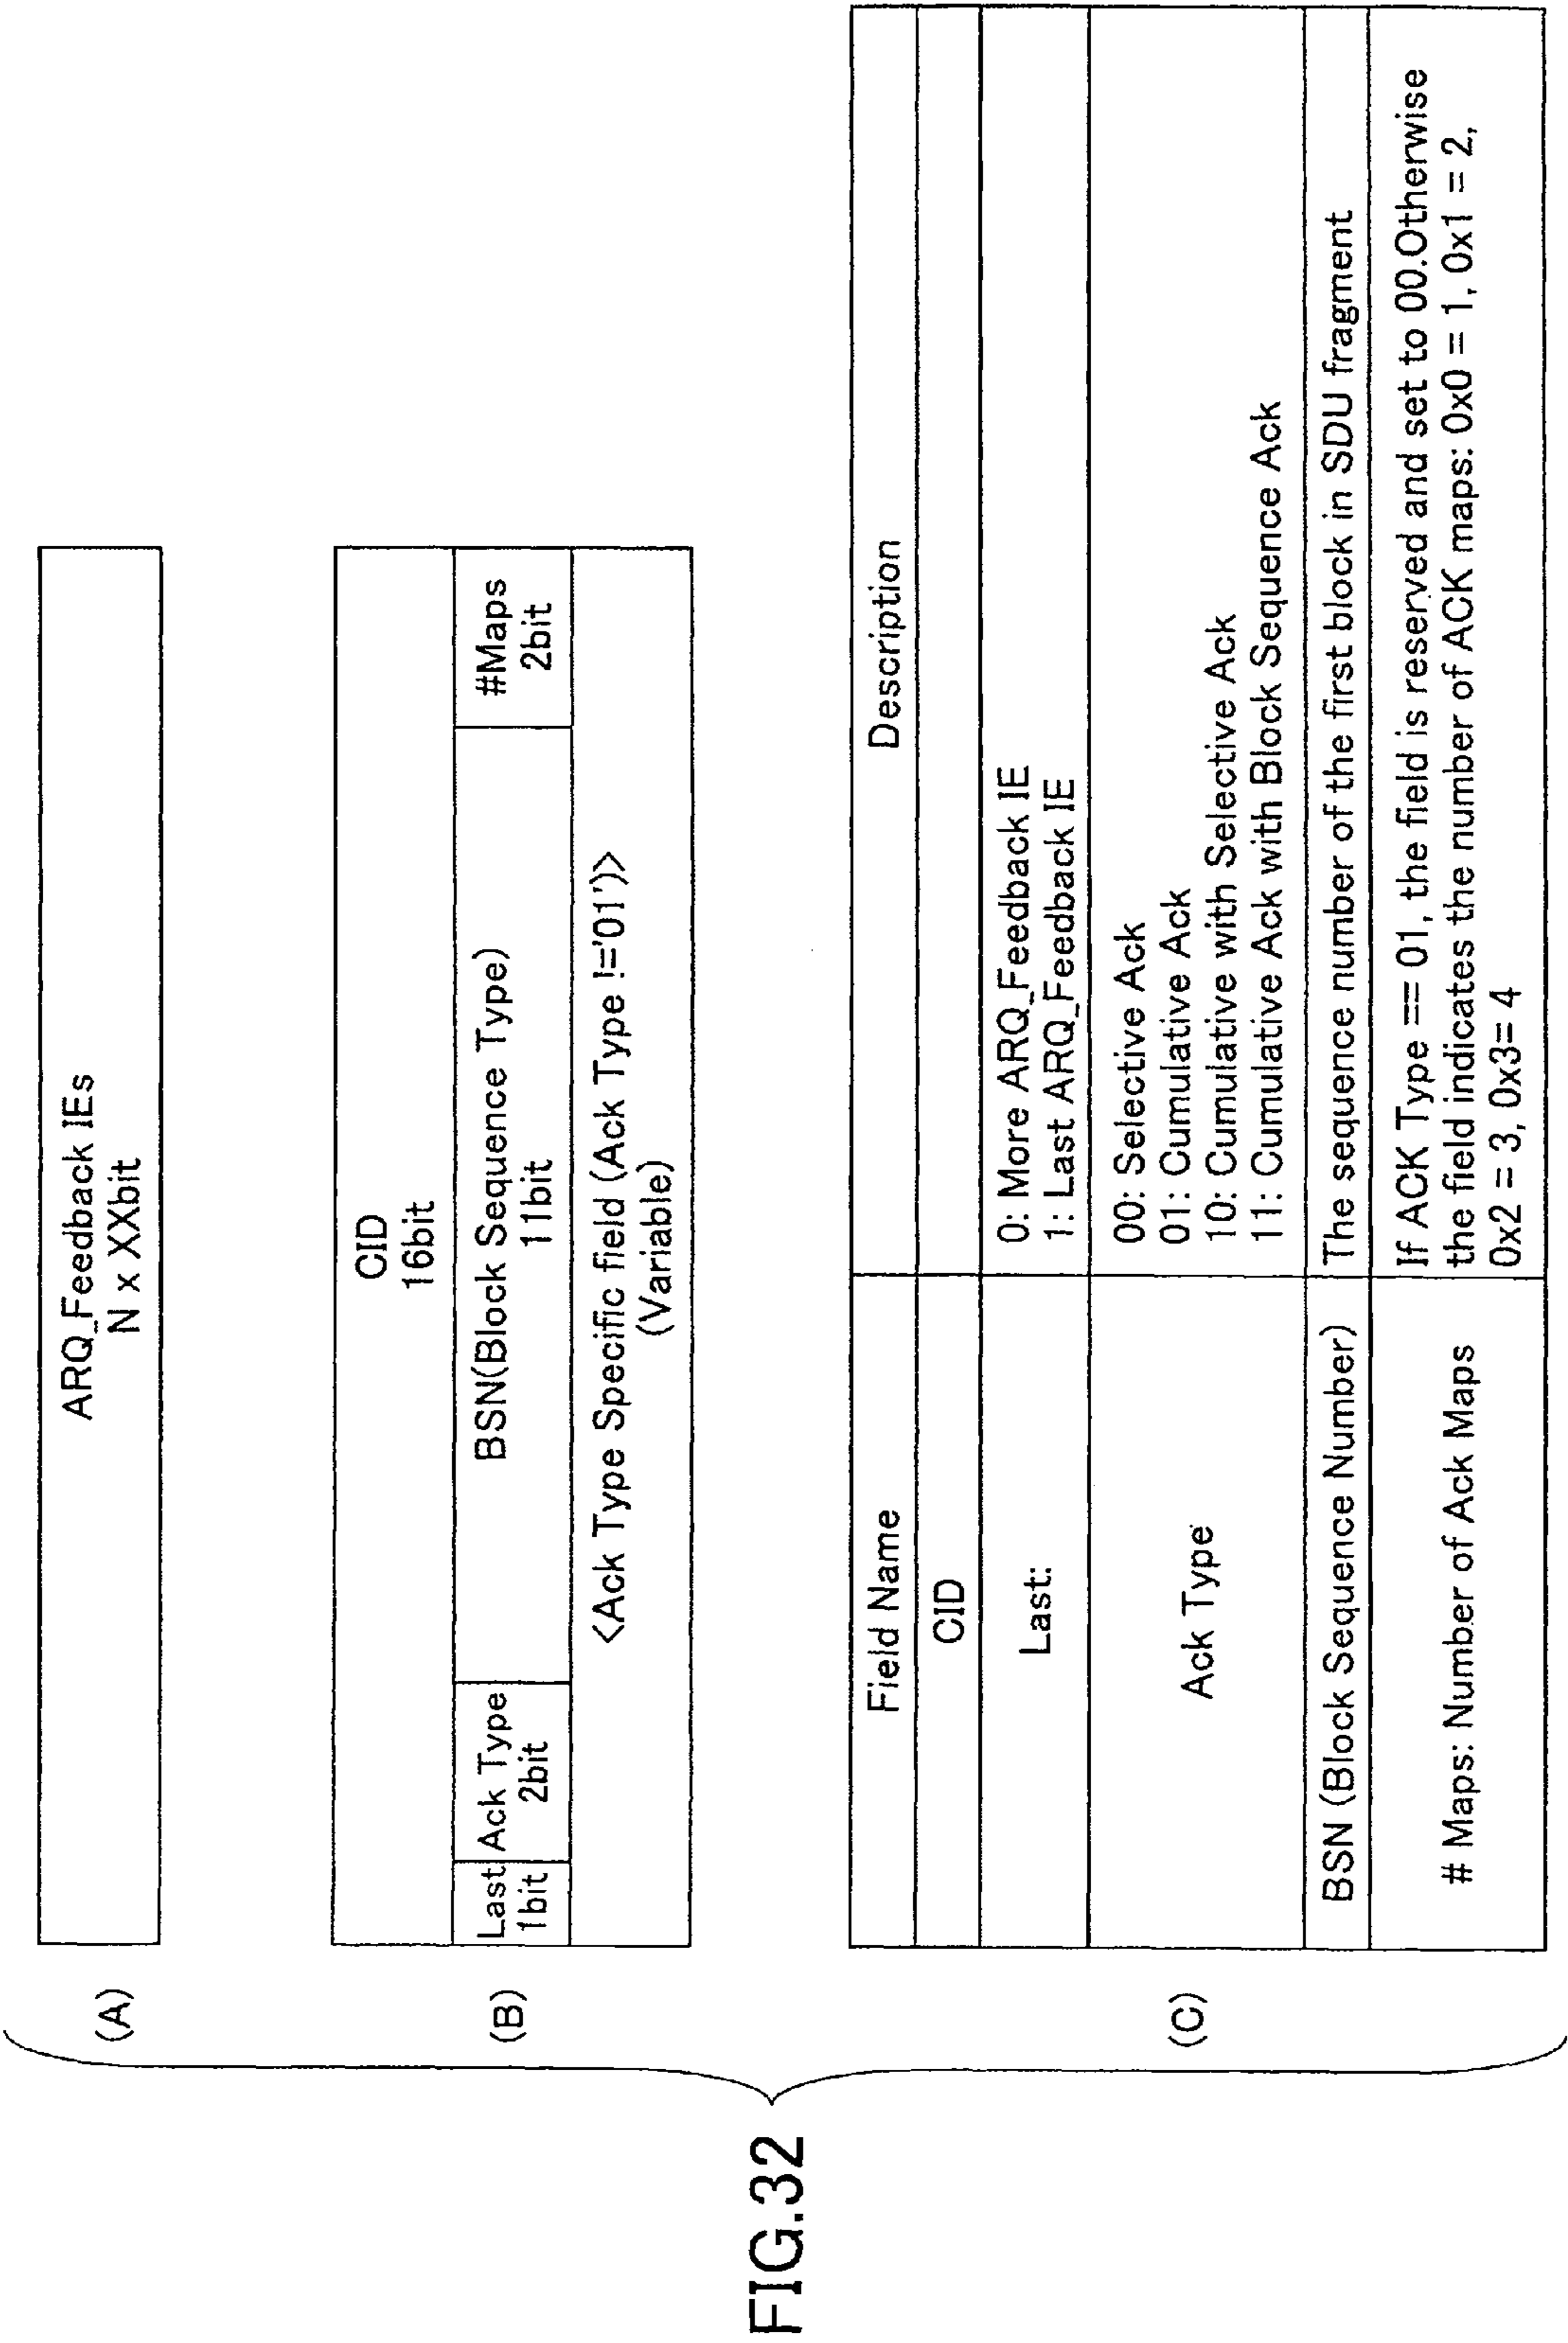 FIG.32
(A)
ARQ_Feedback IEs
N x XXbit
(B)
CID
16bit
Last
1bit
Ack Type
2bit
BSN(Block Sequence Type)
11bit
#Maps
2bit
<Ack Type Specific field (Ack Type !='01')>
(Variable)
(C)
Field Name
Description
CID
Last:
0: More ARQ_Feedback IE
1: Last ARQ_Feedback IE
Ack Type
00: Selective Ack
01: Cumulative Ack
10: Cumulative with Selective Ack
11: Cumulative Ack with Block Sequence Ack
BSN (Block Sequence Number)
The sequence number of the first block in SDU fragment
# Maps: Number of Ack Maps
If ACK Type == 01, the field is reserved and set to 00.Otherwise
the field indicates the number of ACK maps: 0x0 = 1, 0x1 = 2,
0x2 = 3, 0x3= 4